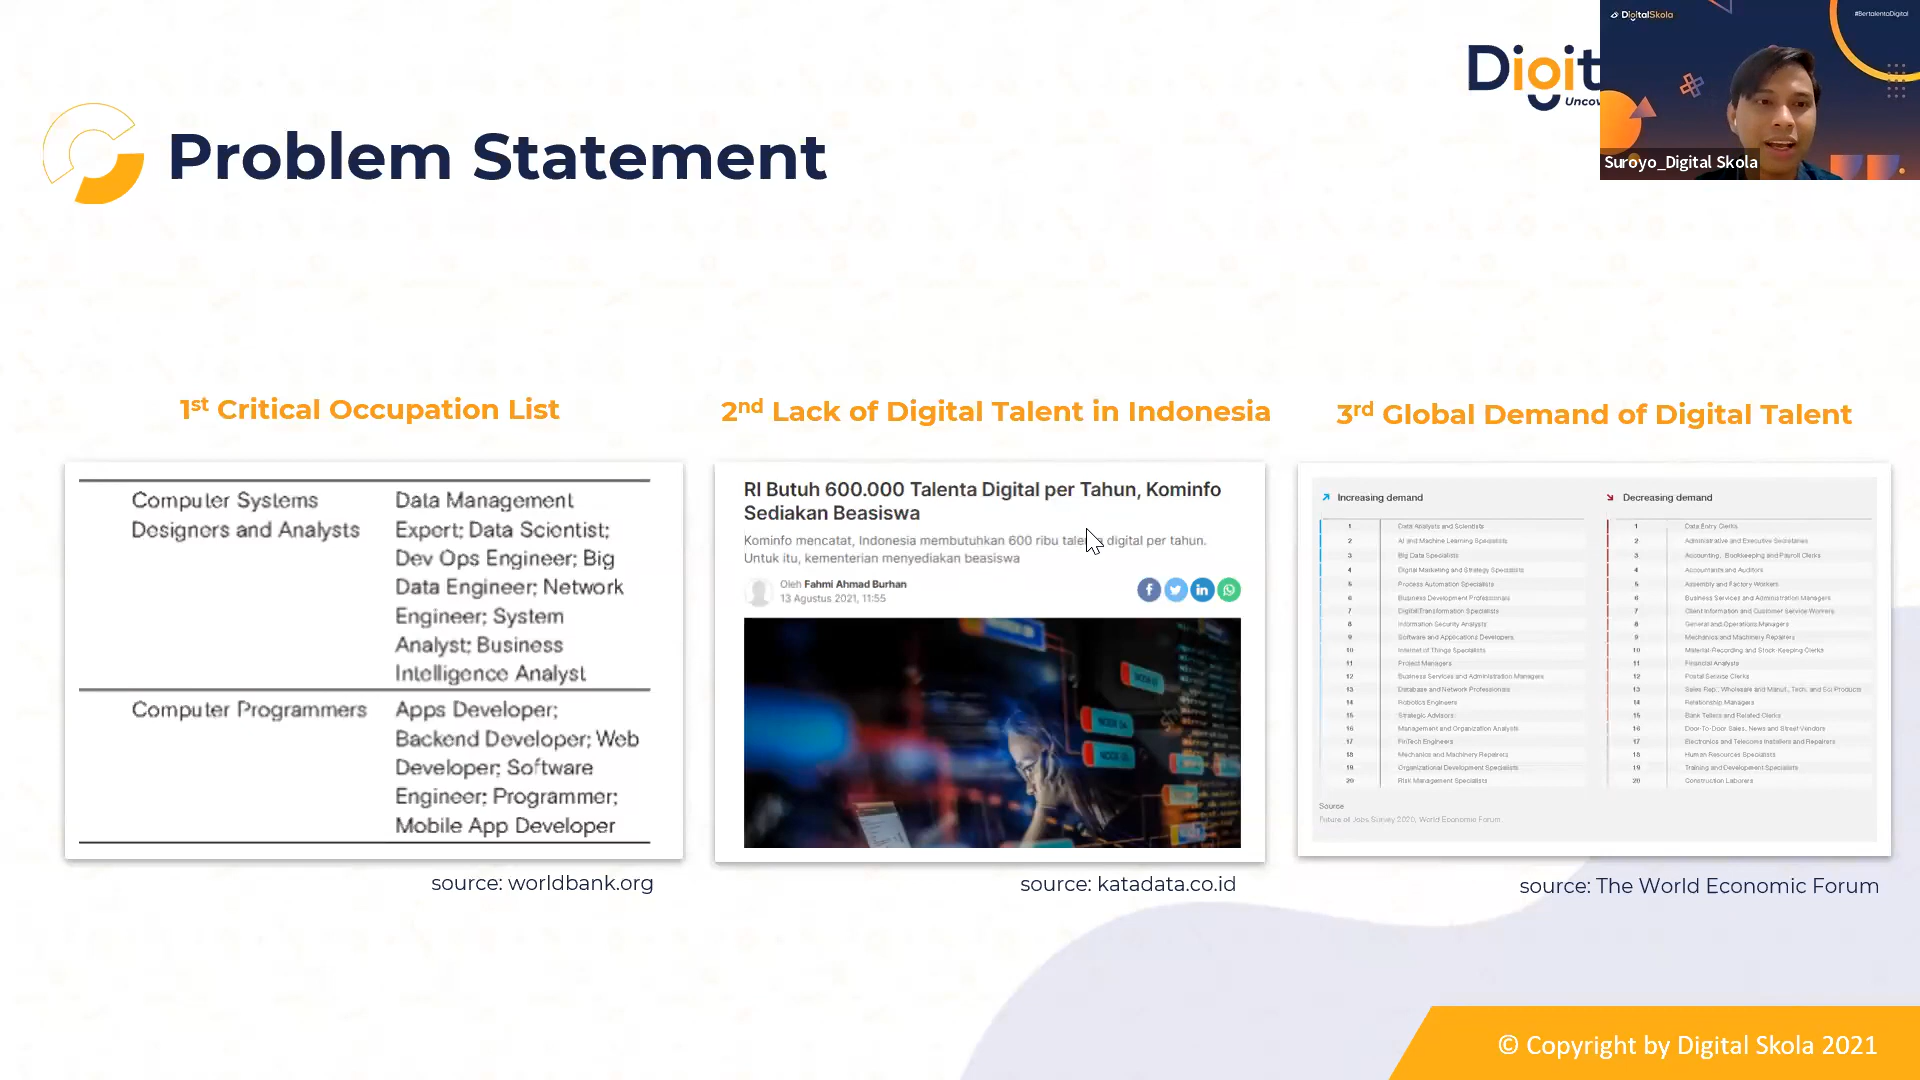 DigitalSkola
#BertalentaDigital
Suroyo_Digital Skola
Problem Statement
1st Critical Occupation List
Computer Systems Designers and Analysts
Data Management
Expert; Data Scientist;
Dev Ops Engineer; Big
Data Engineer; Network
Engineer; System
Analyst; Business
Intelligence Analyst
Computer Programmers
Apps Developer;
Backend Developer; Web
Developer; Software
Engineer; Programmer;
Mobile App Developer
source: worldbank.org
2nd Lack of Digital Talent in Indonesia
RI Butuh 600.000 Talenta Digital per Tahun, Kominfo
Sediakan Beasiswa
Kominfo mencatat, Indonesia membutuhkan 600 ribu digital per tahun.
Untuk itu, kementerian menyediakan beasiswa
Oleh Fahmi Ahmad Burhan
13 Agustus 2021, 11:55
source: katadata.co.id
3rd Global Demand of Digital Talent
Increasing demand
1 Data Analysts and Scientists
2 AI and Machine Learning Specialists
3 Big Data Specialists
4 Digital Marketing and Strategy Specialists
5 Process Automation Specialists
6 Business Development Professionals
7 Digital Transformation Specialists
8 Information Security Analysts
9 Software and Applications Developers
10 Internet of Things Specialists
11 Project Managers
12 Business Services and Administration Managers
13 Database and Network Professionals
14 Robotics Engineers
15 Strategic Advisors
16 Management and Organization Analysts
17 FinTech Engineers
18 Mechanics and Machinery Repairers
19 Organizational Development Specialists
20 Risk Management Specialists
Decreasing demand
1 Data Entry Clerks
2 Administrative and Executive Secretaries
3 Accounting, Bookkeeping and Payroll Clerks
4 Accountants and Auditors
5 Assembly and Factory Workers
6 Business Services and Administration Managers
7 Client Information and Customer Service Workers
8 General and Operations Managers
9 Mechanics and Machinery Repairers
10 Material-Recording and Stock-Keeping Clerks
11 Financial Analysts
12 Postal Service Clerks
13 Sales Rep., Wholesale and Manuf., Tech. and Sci Products
14 Relationship Managers
15 Bank Tellers and Related Clerks
16 Door-To-Door Sales, News and Street Vendors
17 Electronics and Telecoms Installers and Repairers
18 Human Resources Specialists
19 Training and Development Specialists
20 Construction Laborers
Source
Future of Jobs Survey 2020, World Economic Forum
source: The World Economic Forum
© Copyright by Digital Skola 2021